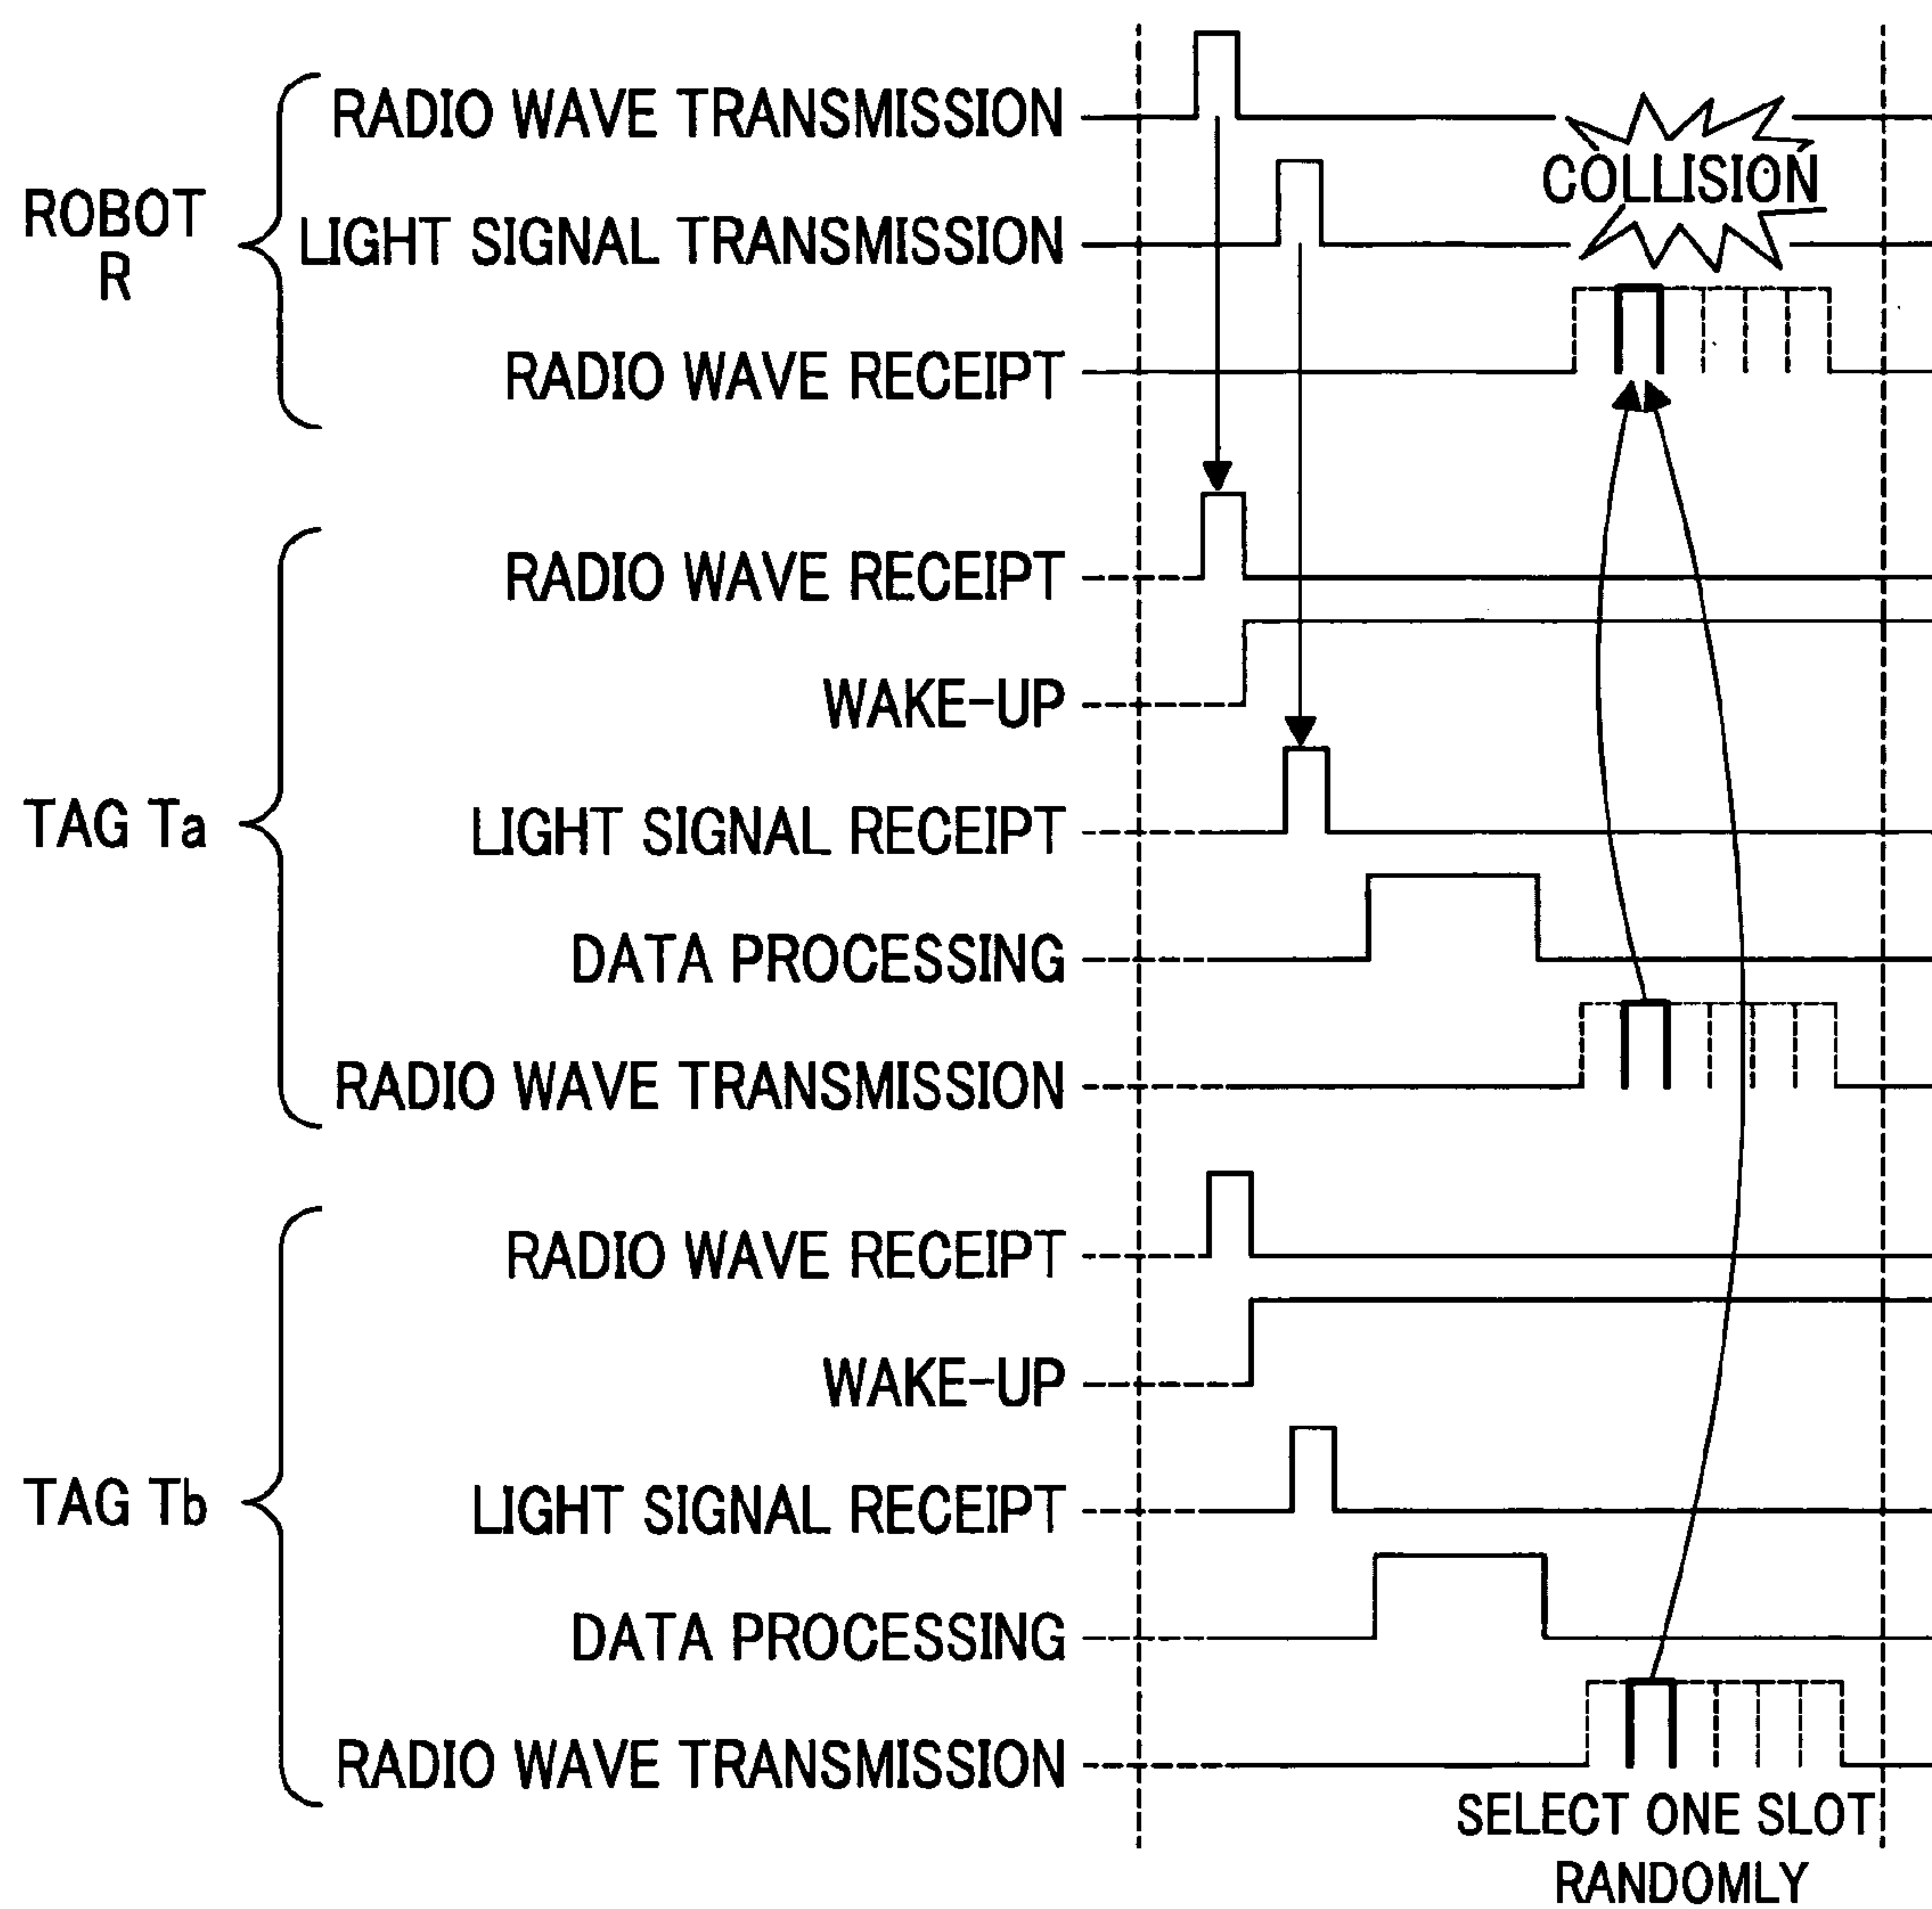 ROBOT
R
RADIO WAVE TRANSMISSION
LIGHT SIGNAL TRANSMISSION
RADIO WAVE RECEIPT
COLLISION
TAG Ta
RADIO WAVE RECEIPT
WAKE-UP
LIGHT SIGNAL RECEIPT
DATA PROCESSING
RADIO WAVE TRANSMISSION
TAG Tb
RADIO WAVE RECEIPT
WAKE-UP
LIGHT SIGNAL RECEIPT
DATA PROCESSING
RADIO WAVE TRANSMISSION
SELECT ONE SLOT
RANDOMLY